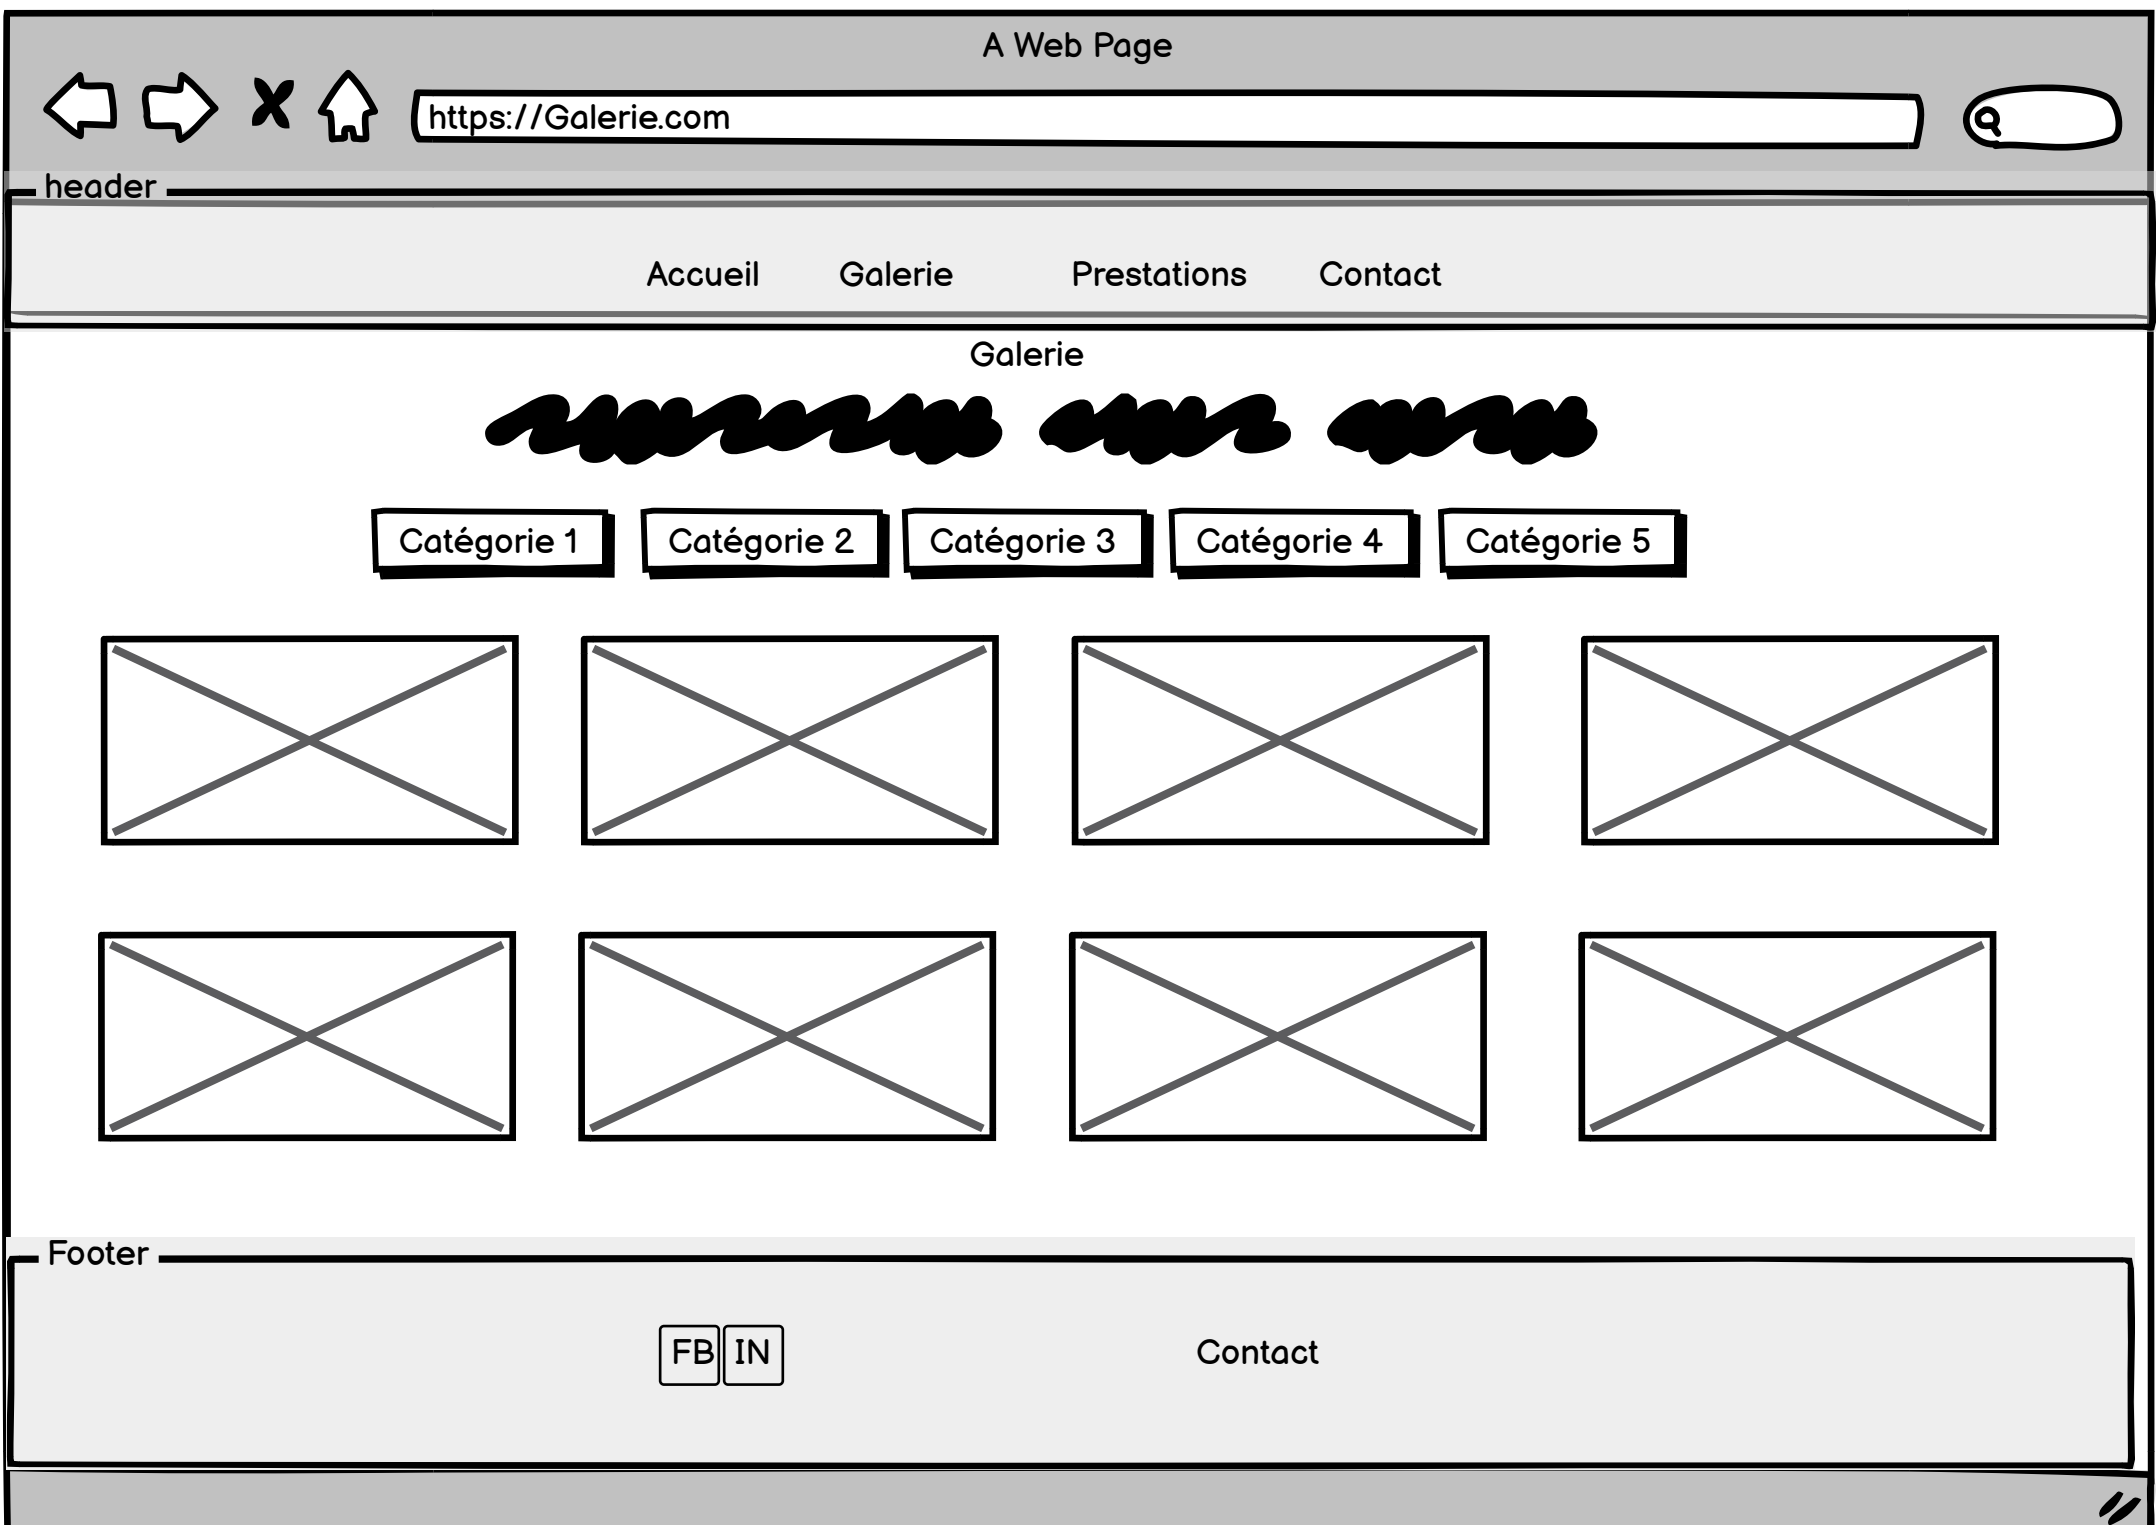 A Web Page
https://Galerie.com
header
Accueil Galerie Prestations Contact
Galerie
Catégorie 1 Catégorie 2 Catégorie 3 Catégorie 4 Catégorie 5
Footer
FB IN Contact